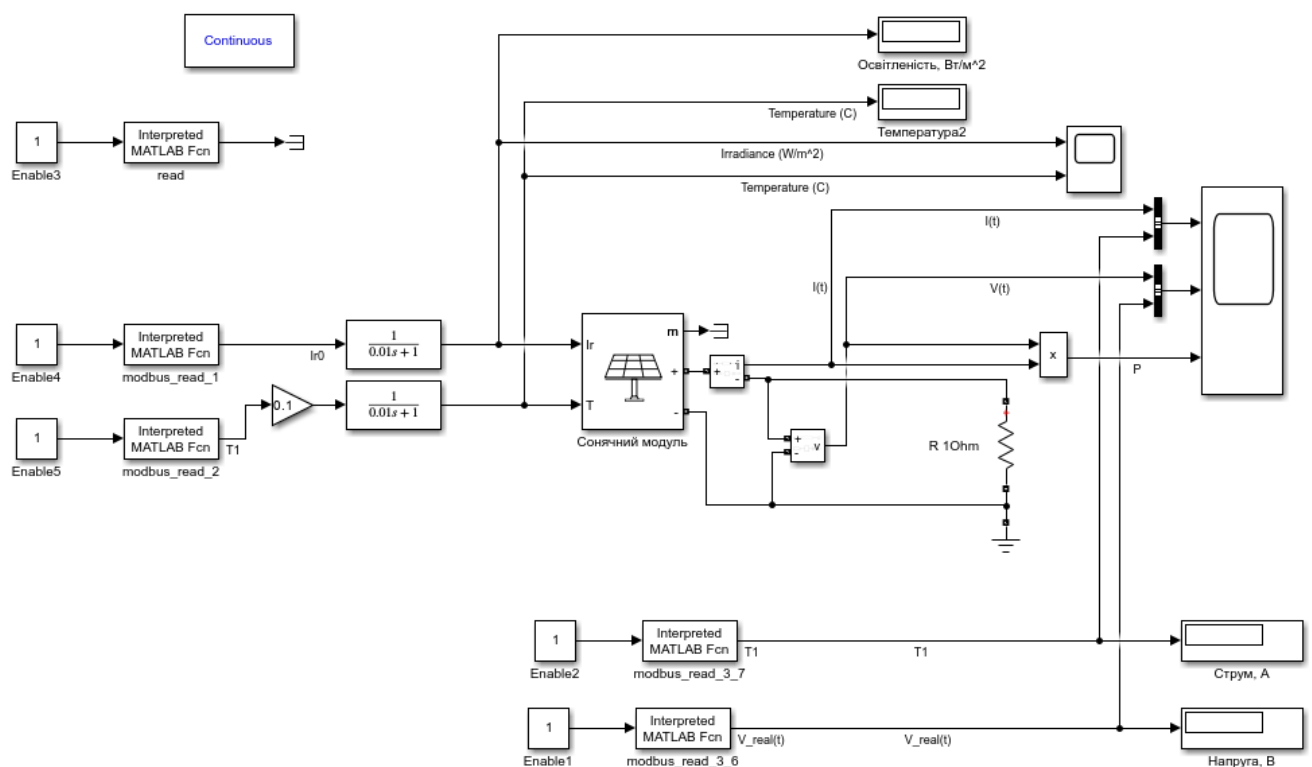 Continuous
Освітленість, Вт/м^2
Temperature (C)
Температура2
1
Interpreted
MATLAB Fcn
Enable3
read
Irradiance (W/m^2)
Temperature (C)
I(t)
I(t)
V(t)
1
Interpreted
MATLAB Fcn
Ir0
1
0.01s + 1
Enable4
modbus_read_1
Ir
m
+
T
-
Сонячний модуль
+
i
-
x
P
0.1
1
0.01s + 1
1
Interpreted
MATLAB Fcn
T1
Enable5
modbus_read_2
+
v
-
R 1Ohm
1
Interpreted
MATLAB Fcn
T1
T1
Enable2
modbus_read_3_7
Струм, А
1
Interpreted
MATLAB Fcn
V_real(t)
V_real(t)
Enable1
modbus_read_3_6
Напруга, В